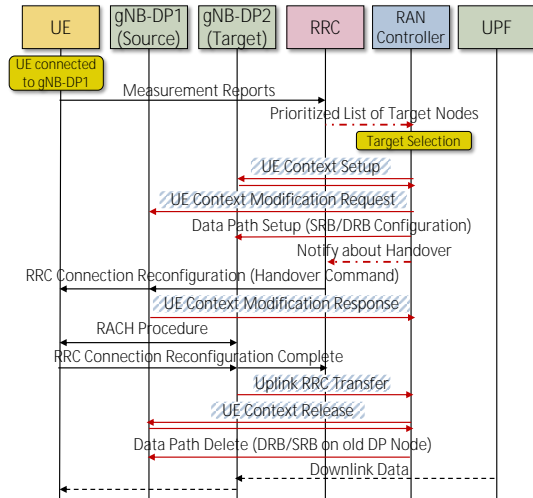 UE
gNB-DP1
(Source)
gNB-DP2
(Target)
RRC
RAN
Controller
UPF
UE connected
to gNB-DP1
Measurement Reports
Prioritized List of Target Nodes
Target Selection
UE Context Setup
UE Context Modification Request
Data Path Setup (SRB/DRB Configuration)
Notify about Handover
RRC Connection Reconfiguration (Handover Command)
UE Context Modification Response
RACH Procedure
RRC Connection Reconfiguration Complete
Uplink RRC Transfer
UE Context Release
Data Path Delete (DRB/SRB on old DP Node)
Downlink Data